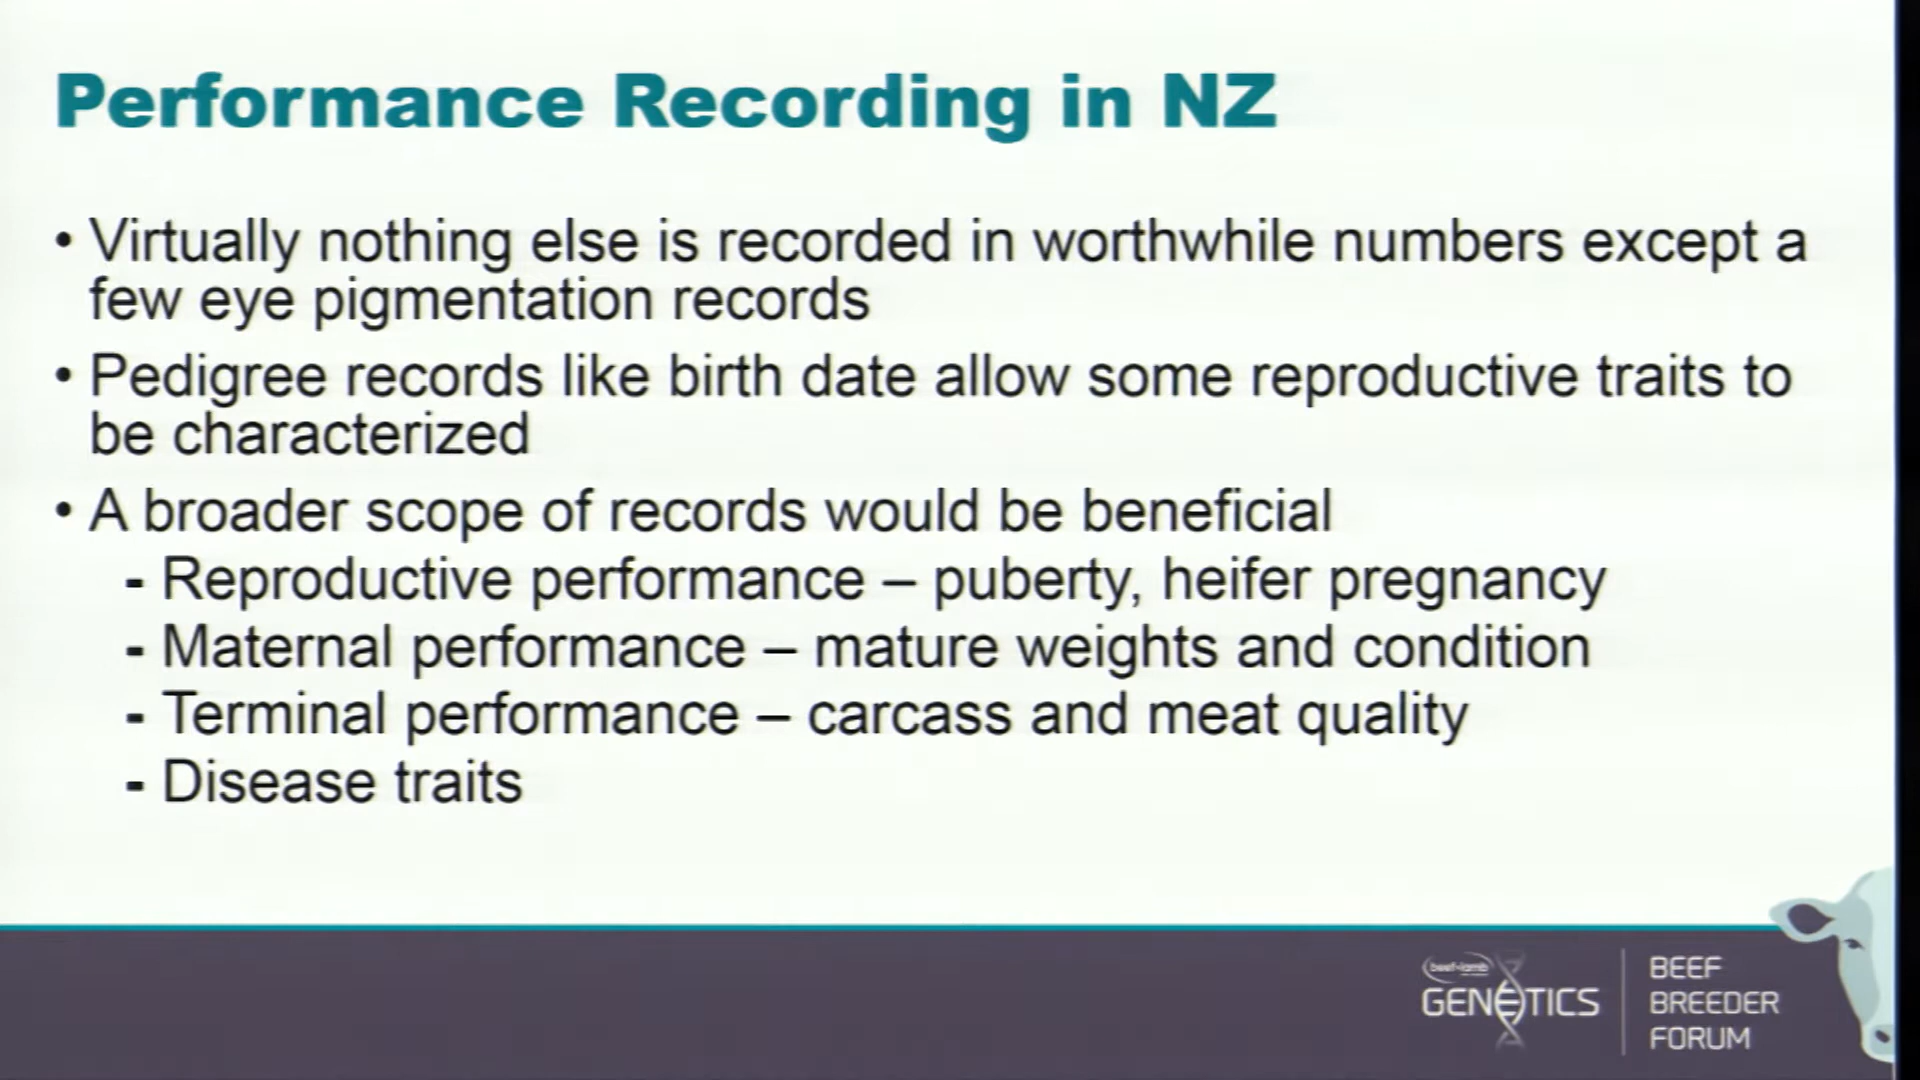 Performance Recording in NZ
• Virtually nothing else is recorded in worthwhile numbers except a
few eye pigmentation records
• Pedigree records like birth date allow some reproductive traits to
be characterized
• A broader scope of records would be beneficial
- Reproductive performance – puberty, heifer pregnancy
- Maternal performance – mature weights and condition
- Terminal performance – carcass and meat quality
- Disease traits
beef+lamb
GENETICS
BEEF
BREEDER
FORUM